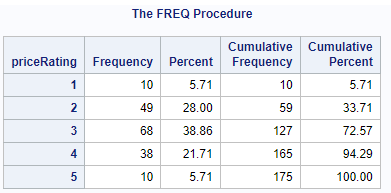 The FREQ Procedure
priceRating Frequency Percent Cumulative Frequency Cumulative Percent
1 10 5.71 10 5.71
2 49 28.00 59 33.71
3 68 38.86 127 72.57
4 38 21.71 165 94.29
5 10 5.71 175 100.00